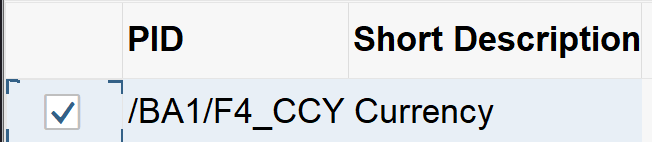 PID Short Description
/BA1/F4_CCY Currency